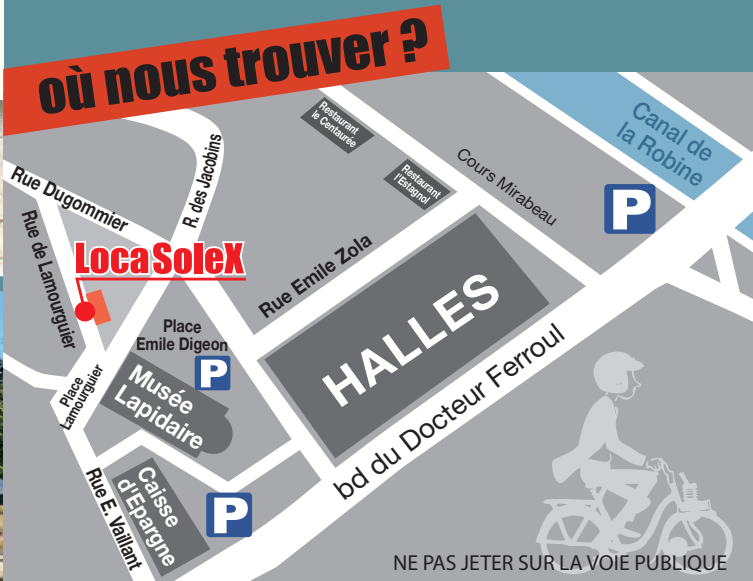 où nous trouver ?
Restaurant
le Centaurée
Canal de
la Robine
R. des Jacobins
Rue Dugommier
Restaurant
l'Estagnol
Cours Mirabeau
P
Rue de Lamourguier
LocaSoleX
Rue Emile Zola
Place
Emile Digeon
P
HALLES
Place
Lamourguier
Musée
Lapidaire
bd du Docteur Ferroul
Rue E. Vaillant
Caisse
d'Epargne
P
NE PAS JETER SUR LA VOIE PUBLIQUE